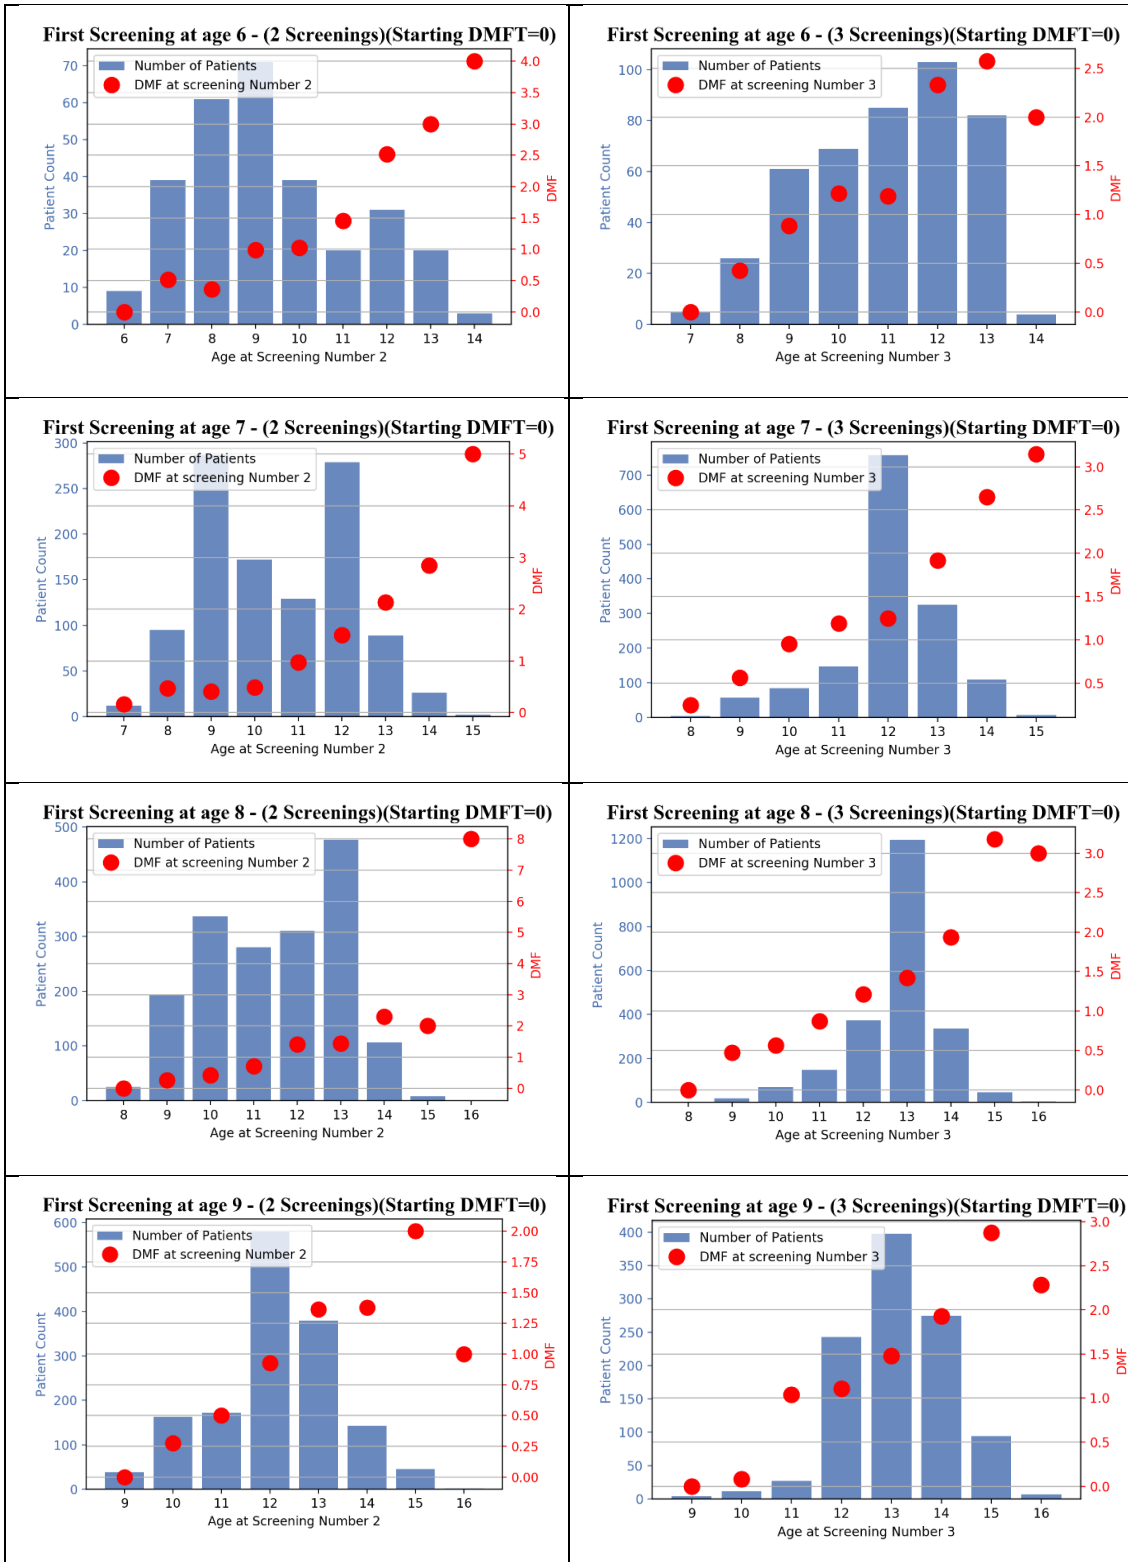 First Screening at age 6 - (2 Screenings)(Starting DMFT=0)
Number of Patients
DMF at screening Number 2
Patient Count
0 10 20 30 40 50 60 70
DMF
0.0 0.5 1.0 1.5 2.0 2.5 3.0 3.5 4.0
6 7 8 9 10 11 12 13 14
Age at Screening Number 2
First Screening at age 6 - (3 Screenings)(Starting DMFT=0)
Number of Patients
DMF at screening Number 3
Patient Count
0 20 40 60 80 100
DMF
0.0 0.5 1.0 1.5 2.0 2.5
7 8 9 10 11 12 13 14
Age at Screening Number 3
First Screening at age 7 - (2 Screenings)(Starting DMFT=0)
Number of Patients
DMF at screening Number 2
Patient Count
0 50 100 150 200 250 300
DMF
0 1 2 3 4 5
7 8 9 10 11 12 13 14 15
Age at Screening Number 2
First Screening at age 7 - (3 Screenings)(Starting DMFT=0)
Number of Patients
DMF at screening Number 3
Patient Count
0 100 200 300 400 500 600 700
DMF
0.5 1.0 1.5 2.0 2.5 3.0
8 9 10 11 12 13 14 15
Age at Screening Number 3
First Screening at age 8 - (2 Screenings)(Starting DMFT=0)
Number of Patients
DMF at screening Number 2
Patient Count
0 100 200 300 400 500
DMF
0 1 2 3 4 5 6 7 8
8 9 10 11 12 13 14 15 16
Age at Screening Number 2
First Screening at age 8 - (3 Screenings)(Starting DMFT=0)
Number of Patients
DMF at screening Number 3
Patient Count
0 200 400 600 800 1000 1200
DMF
0.0 0.5 1.0 1.5 2.0 2.5 3.0
8 9 10 11 12 13 14 15 16
Age at Screening Number 3
First Screening at age 9 - (2 Screenings)(Starting DMFT=0)
Number of Patients
DMF at screening Number 2
Patient Count
0 100 200 300 400 500 600
DMF
0.00 0.25 0.50 0.75 1.00 1.25 1.50 1.75 2.00
9 10 11 12 13 14 15 16
Age at Screening Number 2
First Screening at age 9 - (3 Screenings)(Starting DMFT=0)
Number of Patients
DMF at screening Number 3
Patient Count
0 50 100 150 200 250 300 350 400
DMF
0.0 0.5 1.0 1.5 2.0 2.5 3.0
9 10 11 12 13 14 15 16
Age at Screening Number 3